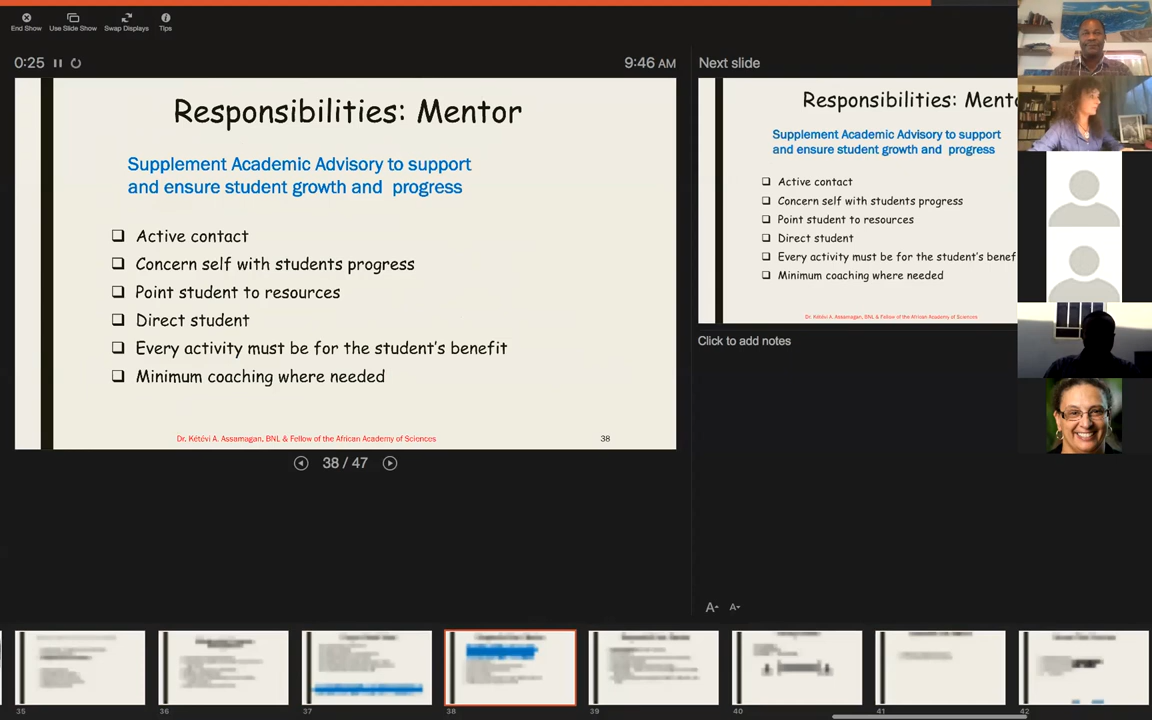 End Show
Use Slide Show
Swap Displays
Tips
0:25
9:46 AM
Responsibilities: Mentor
Supplement Academic Advisory to support
and ensure student growth and progress
❑ Active contact
❑ Concern self with students progress
❑ Point student to resources
❑ Direct student
❑ Every activity must be for the student's benefit
❑ Minimum coaching where needed
Dr. Kétévi A. Assamagan, BNL & Fellow of the African Academy of Sciences
38
38 / 47
Next slide
Responsibilities: Mento
Supplement Academic Advisory to support
and ensure student growth and progress
❑ Active contact
❑ Concern self with students progress
❑ Point student to resources
❑ Direct student
❑ Every activity must be for the student's benef
❑ Minimum coaching where needed
Dr. Kétévi A. Assamagan, BNL & Fellow of the African Academy of Sciences
Click to add notes
A A
35
36
37
38
39
40
41
42